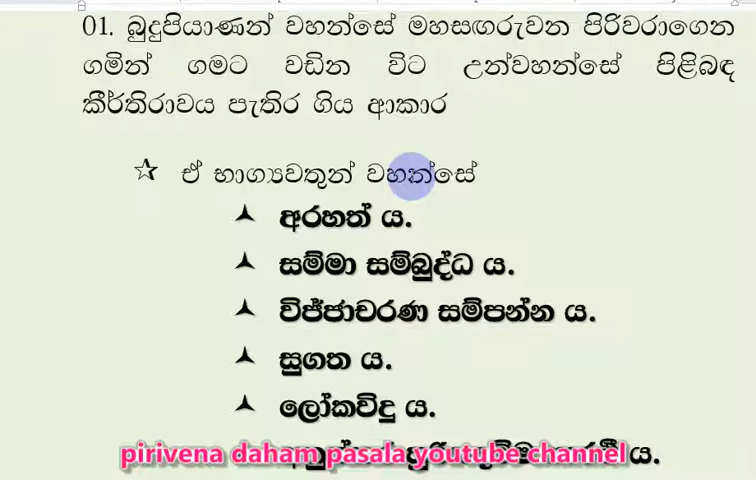 01. බුදුපියාණන් වහන්සේ මහසඟරුවන පිරිවරාගෙන
ගමින් ගමට වඩින විට උන්වහන්සේ පිළිබඳ
කීර්තිරාවය පැතිර ගිය ආකාර
ඒ භාග්‍යවතුන් වහන්සේ
අරහත් ය.
සම්මා සම්බුද්ධ ය.
විජ්ජාචරණ සම්පන්න ය.
සුගත ය.
ලෝකවිදු ය.
ය.
pirivena daham pasala youtube channel